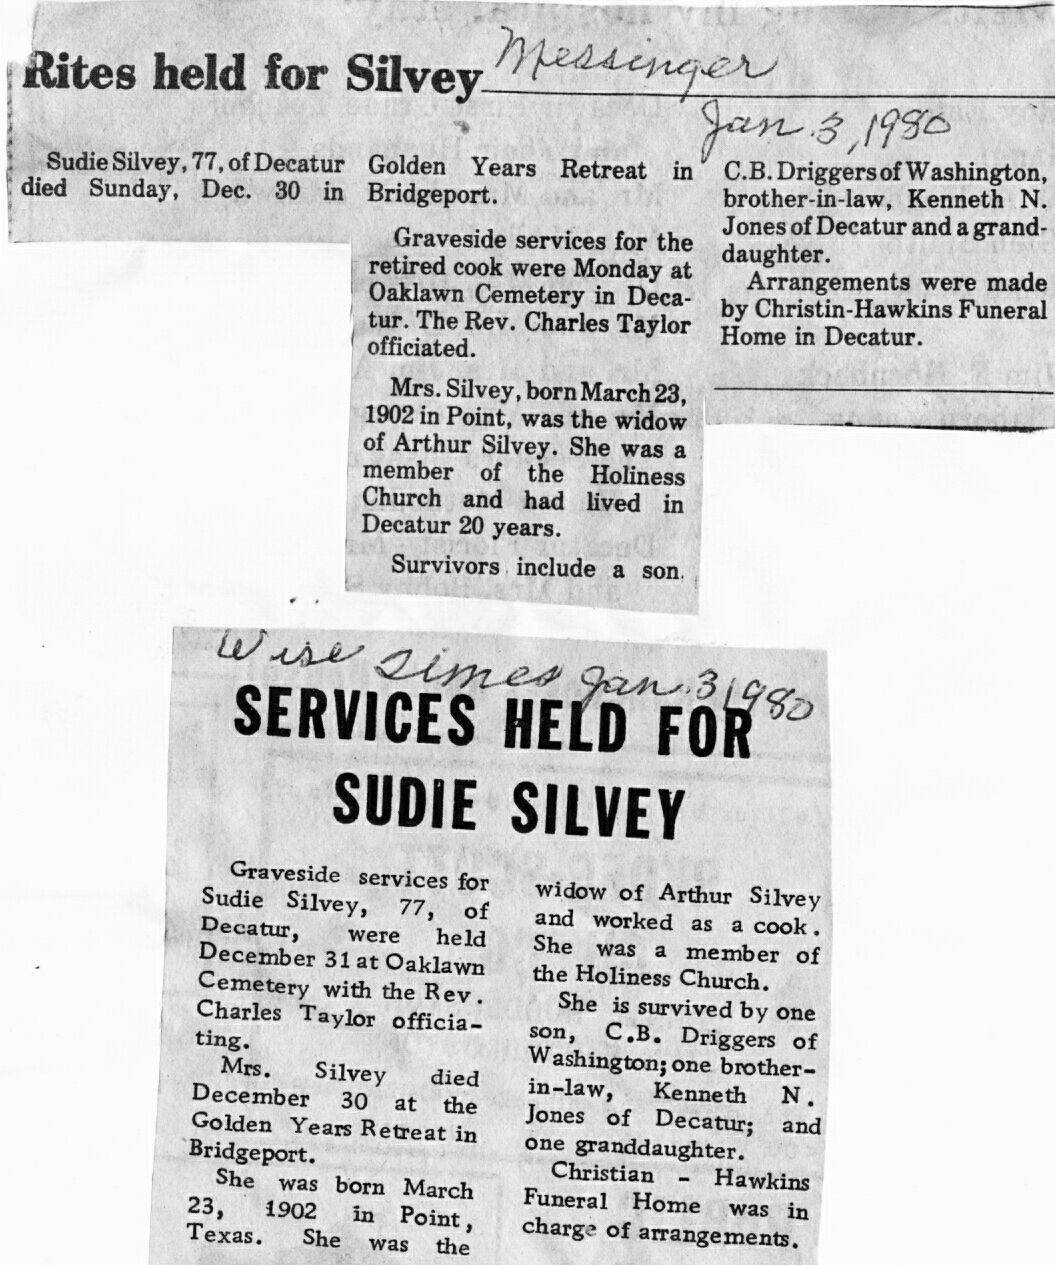 Rites held for Silvey
Messinger
Jan. 3, 1980
Sudie Silvey, 77, of Decatur
died Sunday, Dec. 30 in
Golden Years Retreat in
Bridgeport.
Graveside services for the
retired cook were Monday at
Oaklawn Cemetery in Deca-
tur. The Rev. Charles Taylor
officiated.
Mrs. Silvey, born March 23,
1902 in Point, was the widow
of Arthur Silvey. She was a
member of the Holiness
Church and had lived in
Decatur 20 years.
Survivors include a son.
C.B. Driggers of Washington,
brother-in-law, Kenneth N.
Jones of Decatur and a grand-
daughter.
Arrangements were made
by Christin-Hawkins Funeral
Home in Decatur.
Wise Times Jan. 3, 1980
SERVICES HELD FOR
SUDIE SILVEY
Graveside services for
Sudie Silvey, 77, of
Decatur, were held
December 31 at Oaklawn
Cemetery with the Rev.
Charles Taylor officia-
ting.
Mrs. Silvey died
December 30 at the
Golden Years Retreat in
Bridgeport.
She was born March
23, 1902 in Point,
Texas. She was the
widow of Arthur Silvey
and worked as a cook.
She was a member of
the Holiness Church.
She is survived by one
son, C.B. Driggers of
Washington; one brother-
in-law, Kenneth N.
Jones of Decatur; and
one granddaughter.
Christian - Hawkins
Funeral Home was in
charge of arrangements.